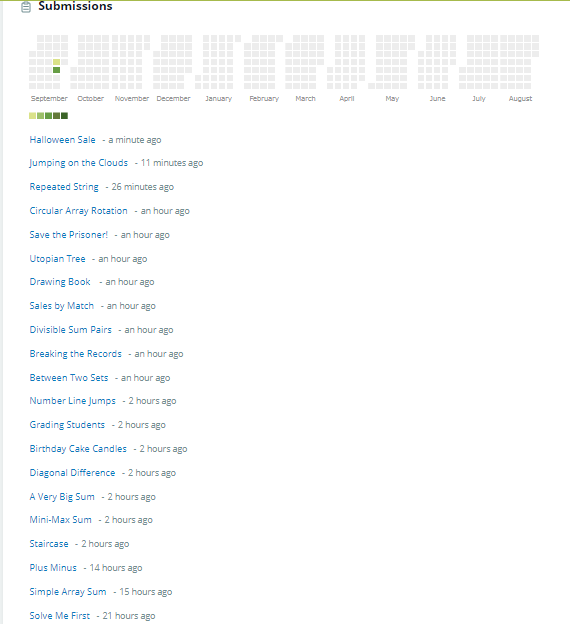 Submissions
September October November December January February March April May June July August
Halloween Sale - a minute ago
Jumping on the Clouds - 11 minutes ago
Repeated String - 26 minutes ago
Circular Array Rotation - an hour ago
Save the Prisoner! - an hour ago
Utopian Tree - an hour ago
Drawing Book - an hour ago
Sales by Match - an hour ago
Divisible Sum Pairs - an hour ago
Breaking the Records - an hour ago
Between Two Sets - an hour ago
Number Line Jumps - 2 hours ago
Grading Students - 2 hours ago
Birthday Cake Candles - 2 hours ago
Diagonal Difference - 2 hours ago
A Very Big Sum - 2 hours ago
Mini-Max Sum - 2 hours ago
Staircase - 2 hours ago
Plus Minus - 14 hours ago
Simple Array Sum - 15 hours ago
Solve Me First - 21 hours ago